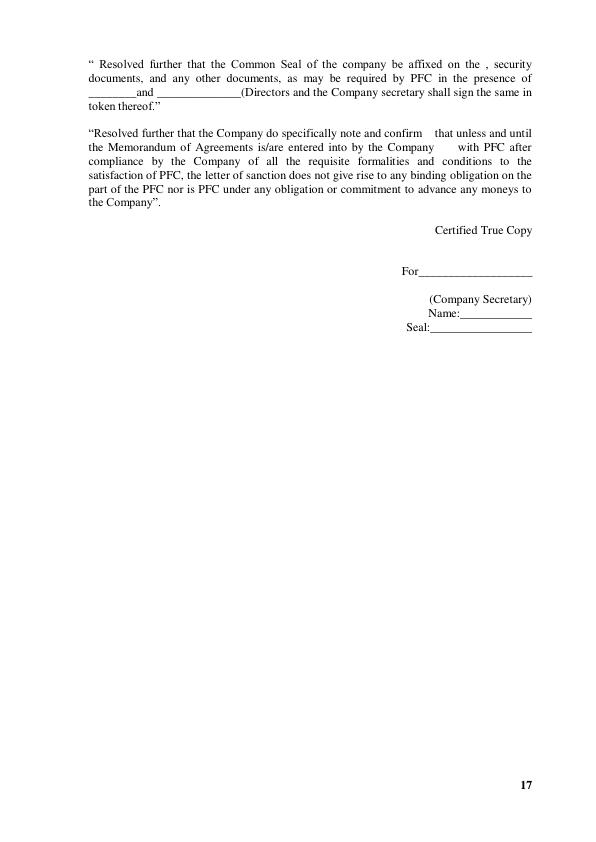 “ Resolved further that the Common Seal of the company be affixed on the , security
documents, and any other documents, as may be required by PFC in the presence of
________and ______________(Directors and the Company secretary shall sign the same in
token thereof.”
“Resolved further that the Company do specifically note and confirm that unless and until
the Memorandum of Agreements is/are entered into by the Company with PFC after
compliance by the Company of all the requisite formalities and conditions to the
satisfaction of PFC, the letter of sanction does not give rise to any binding obligation on the
part of the PFC nor is PFC under any obligation or commitment to advance any moneys to
the Company”.
Certified True Copy
For___________________
(Company Secretary)
Name:____________
Seal:_________________
17